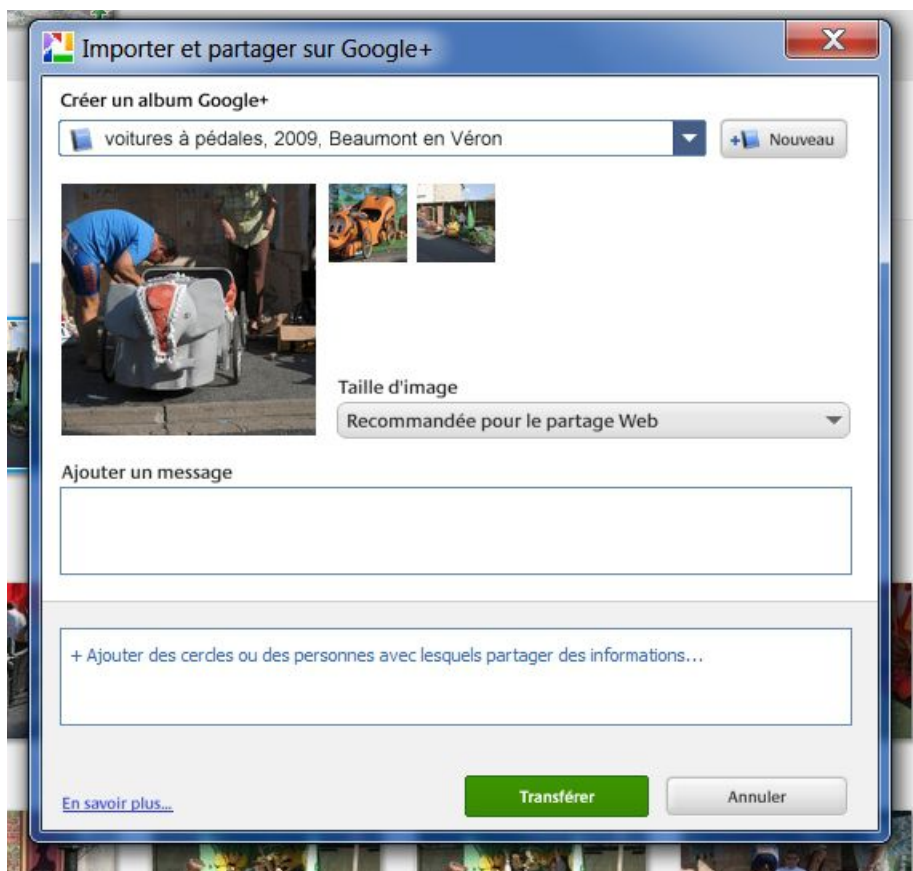 Importer et partager sur Google+
Créer un album Google+
voitures à pédales, 2009, Beaumont en Véron
Nouveau
Taille d'image
Recommandée pour le partage Web
Ajouter un message
+ Ajouter des cercles ou des personnes avec lesquels partager des informations...
En savoir plus...
Transférer
Annuler